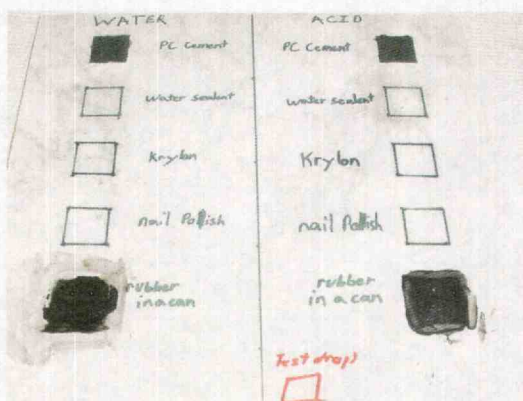 WATER
PC Cement
Water sealant
Krylon
nail Pollish
rubber
in a can
ACID
PC Cement
water sealant
Krylon
nail Pollish
rubber
in a can
Test drops